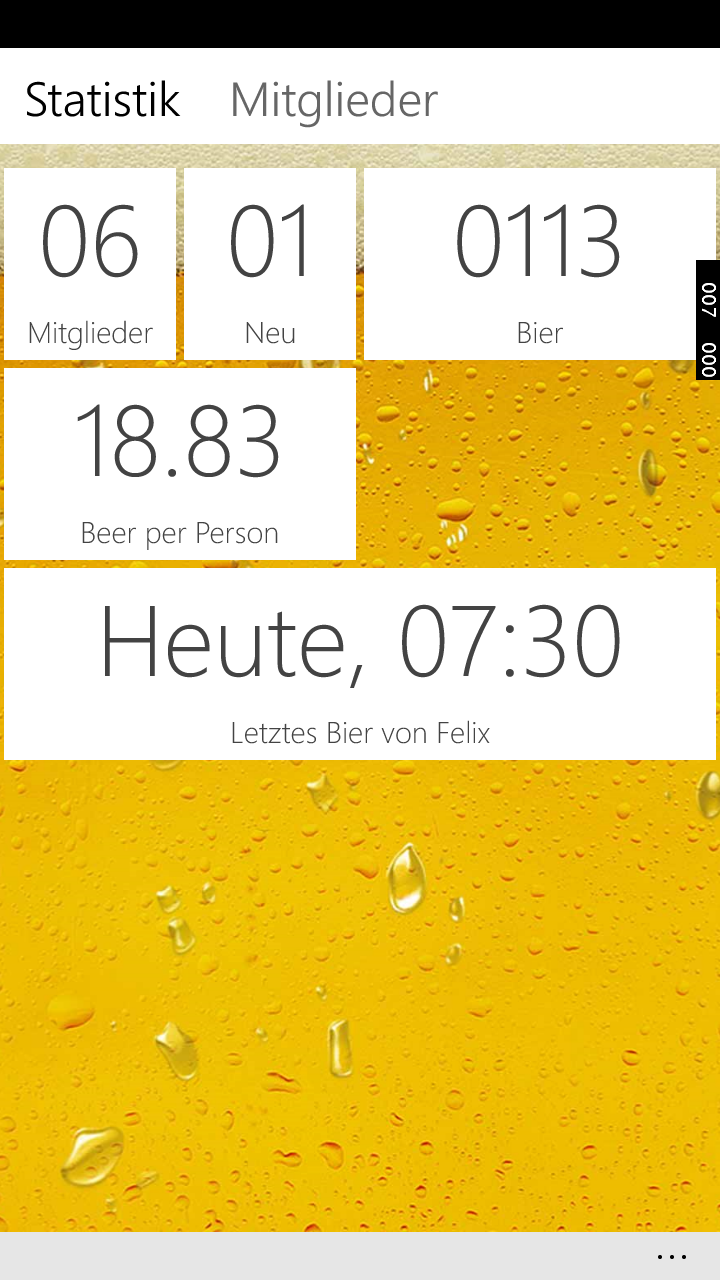 Statistik Mitglieder
06 01 0113
Mitglieder Neu Bier
007 000
18.83
Beer per Person
Heute, 07:30
Letztes Bier von Felix
...